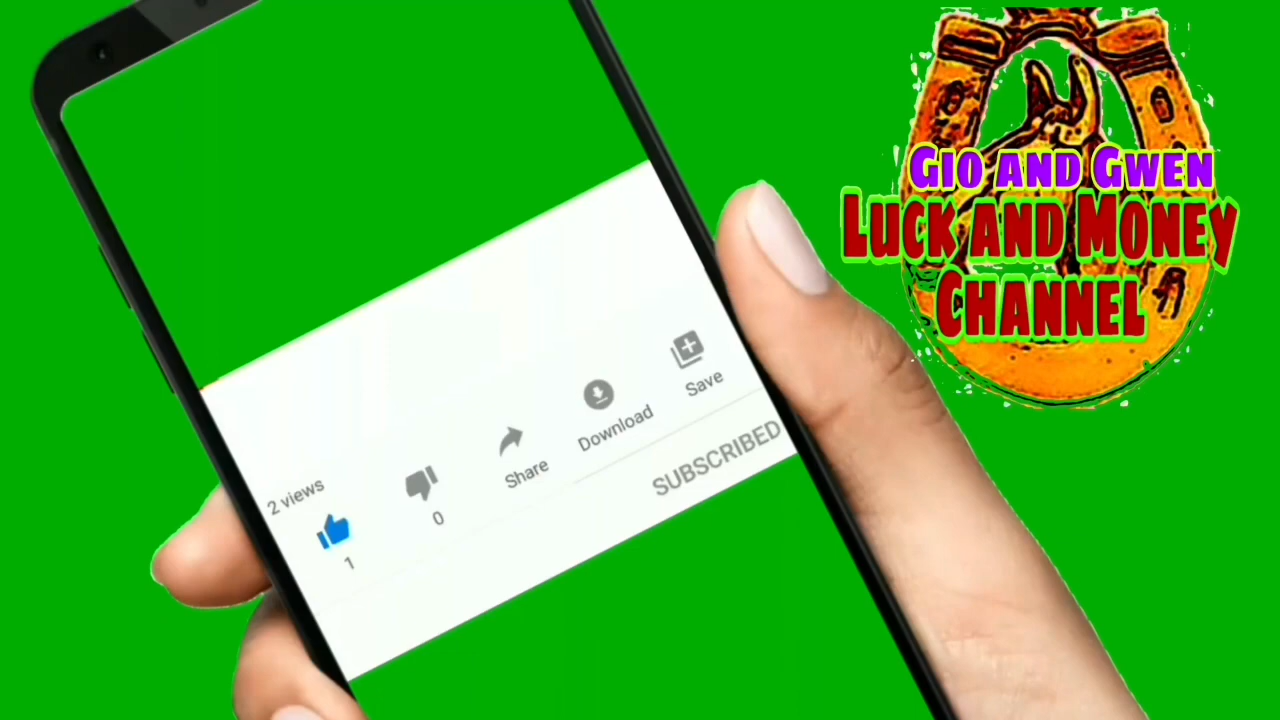 Gio and Gwen
Luck and Money
Channel
2 views
1
0
Share
Download
Save
SUBSCRIBED